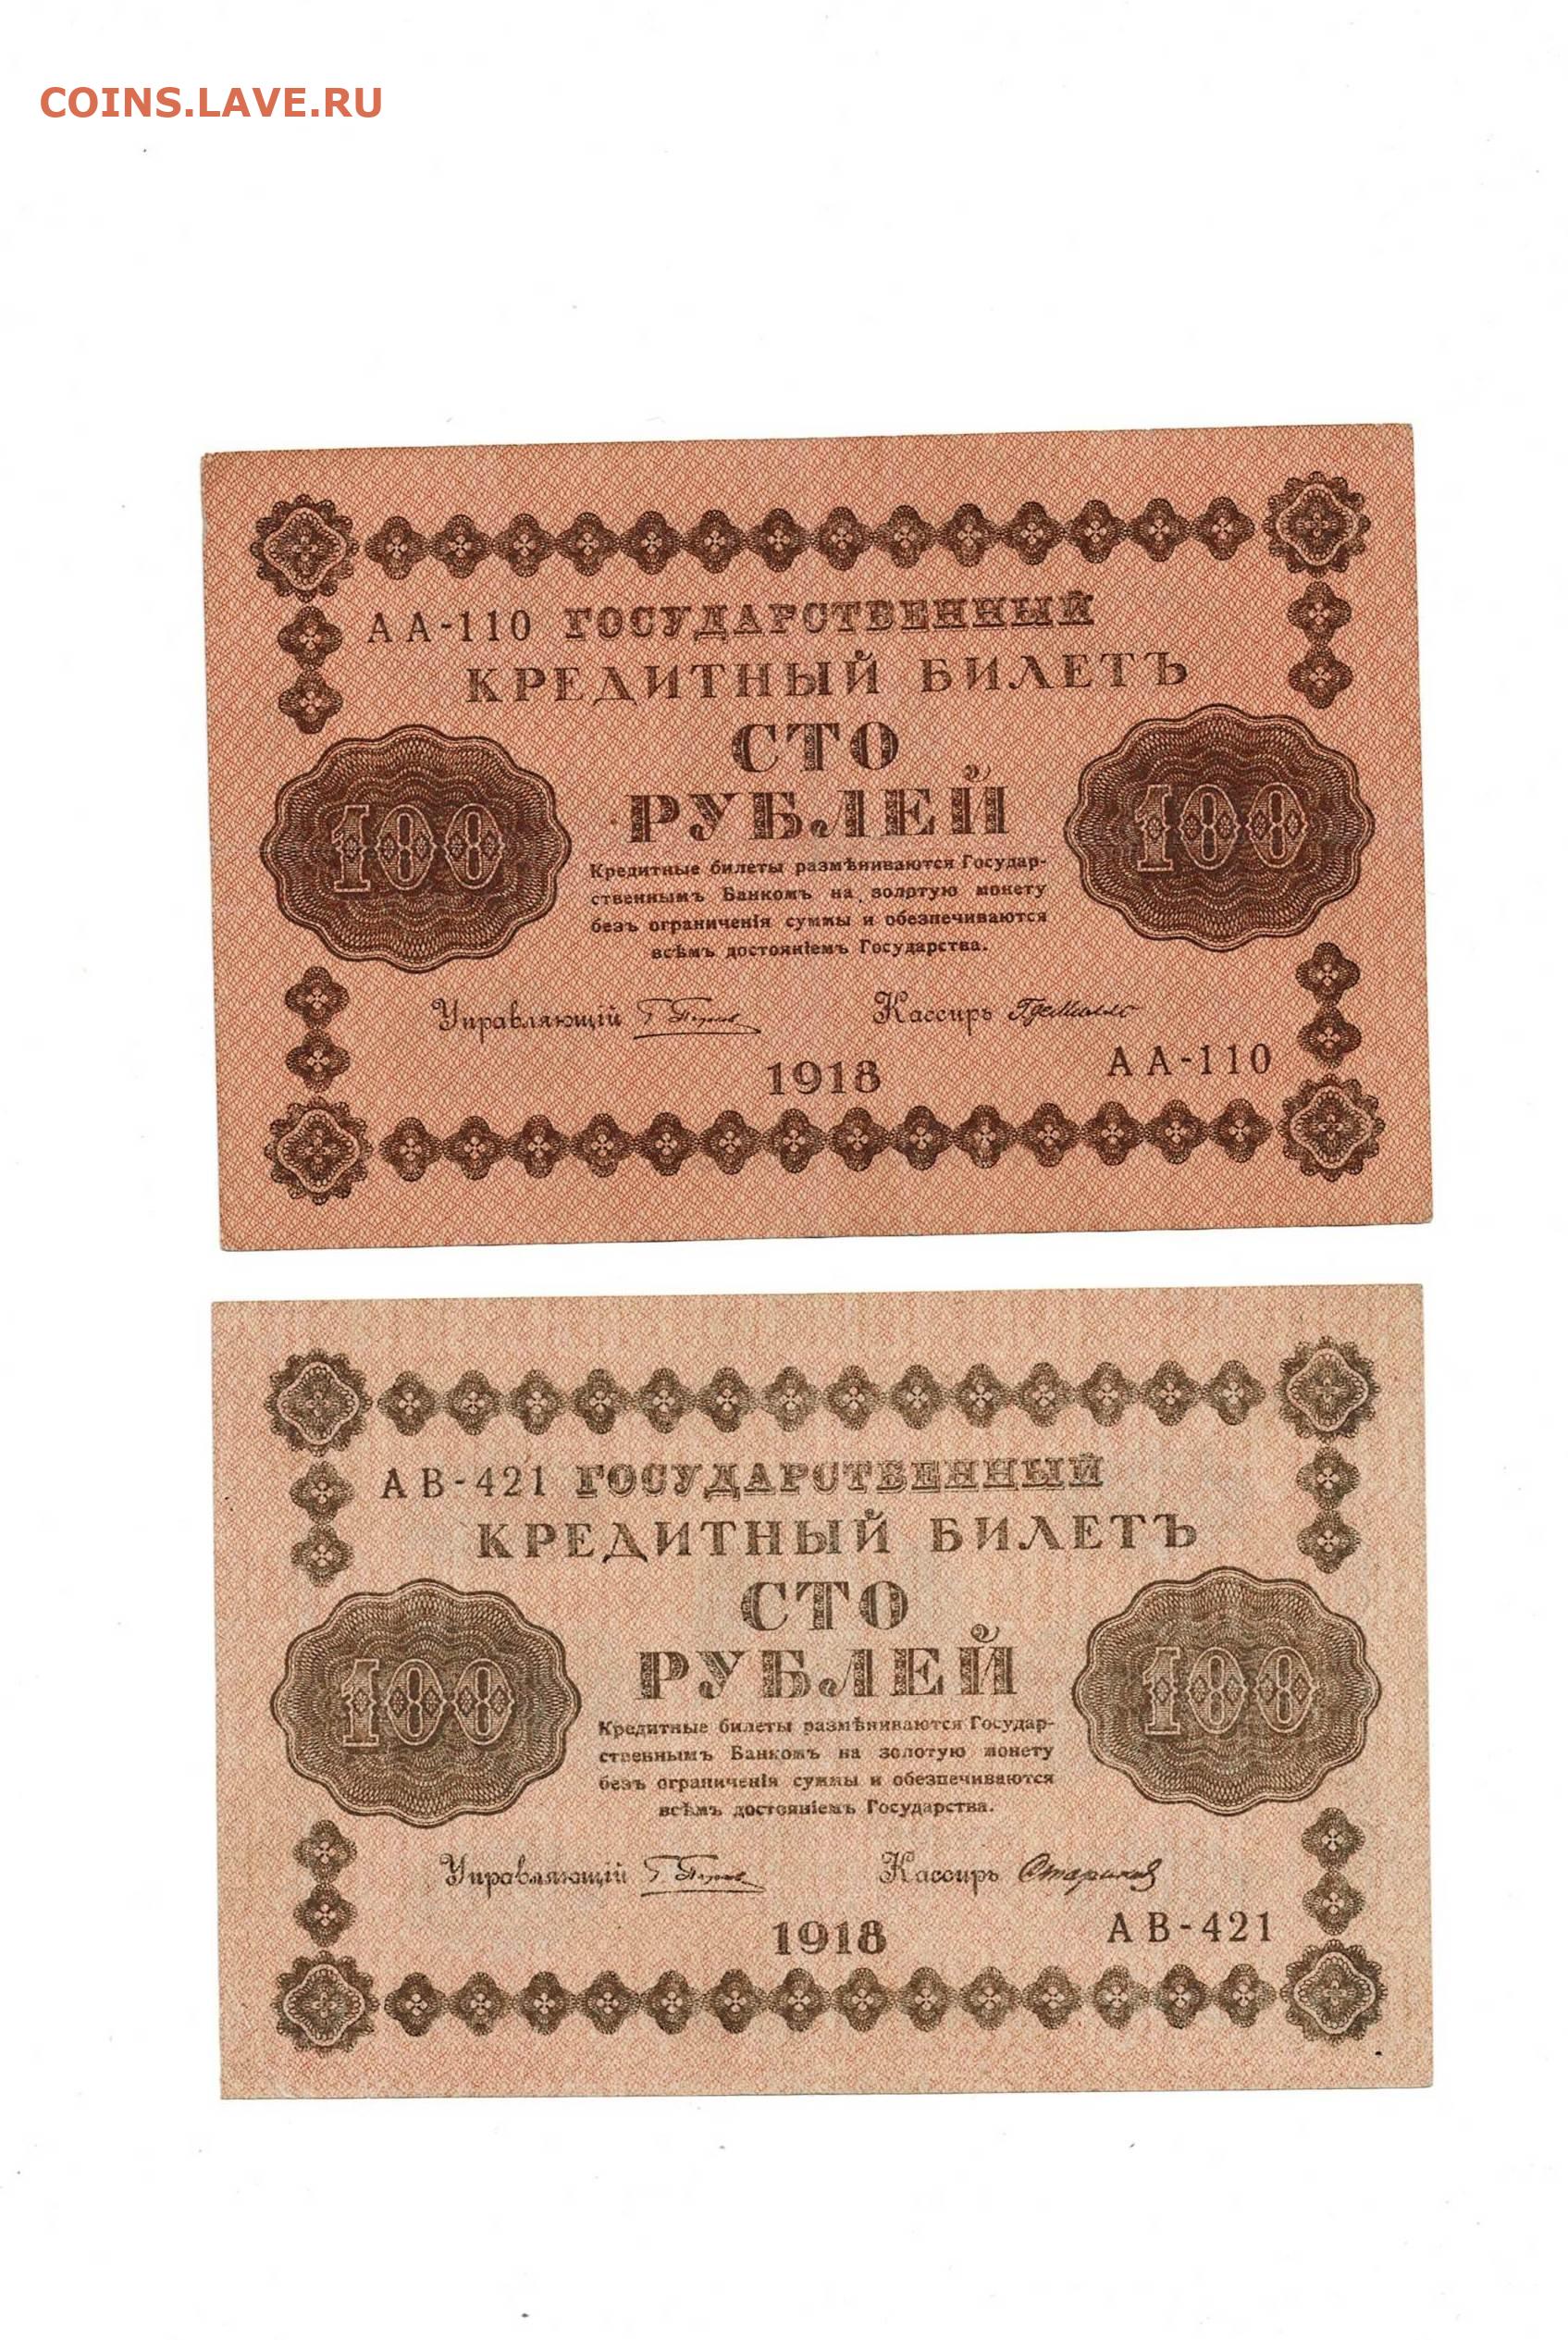 COINS.LAVE.RU
АА-110 ГОСУДАРСТВЕННЫЙ
КРЕДИТНЫЙ БИЛЕТЪ
СТО
РУБЛЕЙ
100
100
Кредитные билеты размѣниваются Государ-
ственнымъ Банкомъ на золотую монету
безъ ограниченія суммы и обезпечиваются
всѣмъ достояніемъ Государства.
Управляющій
Кассиръ
1918
АА-110
АВ-421 ГОСУДАРСТВЕННЫЙ
КРЕДИТНЫЙ БИЛЕТЪ
СТО
РУБЛЕЙ
100
100
Кредитные билеты размѣниваются Государ-
ственнымъ Банкомъ на золотую монету
безъ ограниченія суммы и обезпечиваются
всѣмъ достояніемъ Государства.
Управляющій
Кассиръ Стариков
1918
АВ-421